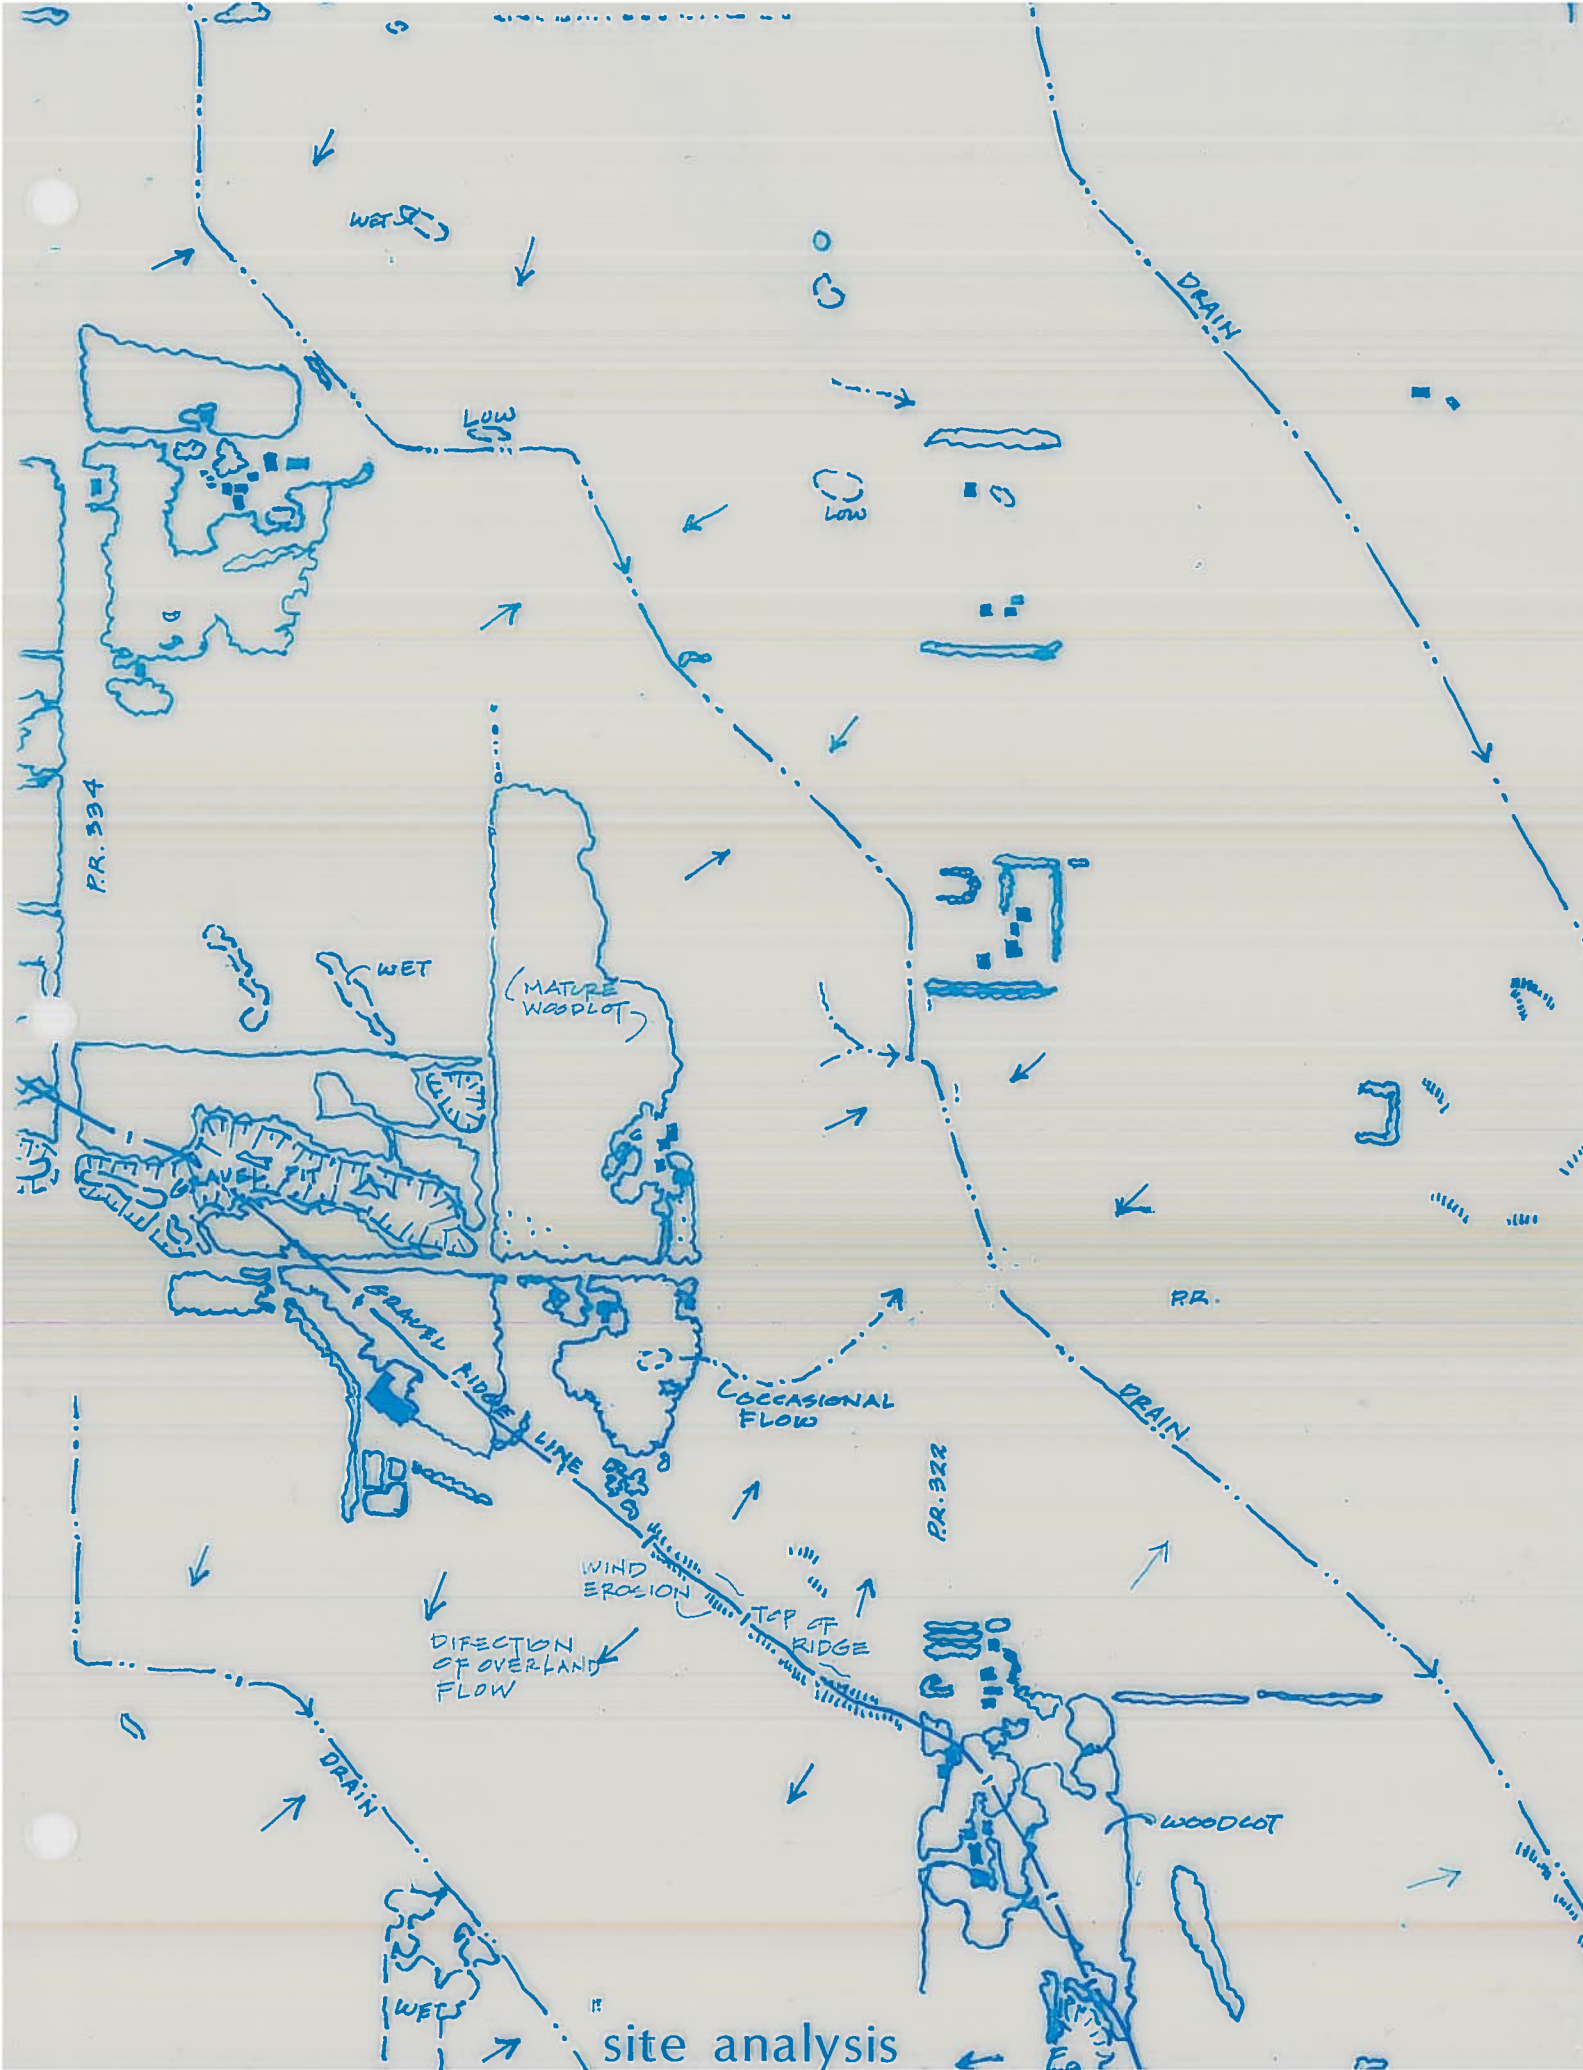 WET
DRAIN
LOW
LOW
P.R. 334
WET
MATURE
WOODLOT
GRAVEL PIT
P.R.
GRAVEL RIDGE LINE
OCCASIONAL
FLOW
DRAIN
P.R. 322
WIND
EROSION
TOP OF
RIDGE
DIRECTION
OF OVERLAND
FLOW
DRAIN
WOODLOT
WET
site analysis